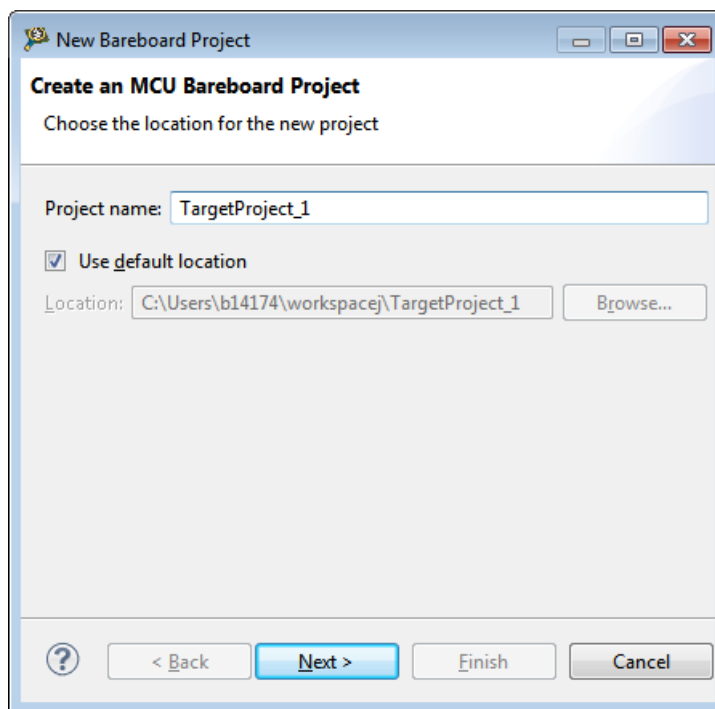 New Bareboard Project
Create an MCU Bareboard Project
Choose the location for the new project
Project name: TargetProject_1
Use default location
Location: C:\Users\b14174\workspacej\TargetProject_1 Browse...
? < Back Next > Finish Cancel